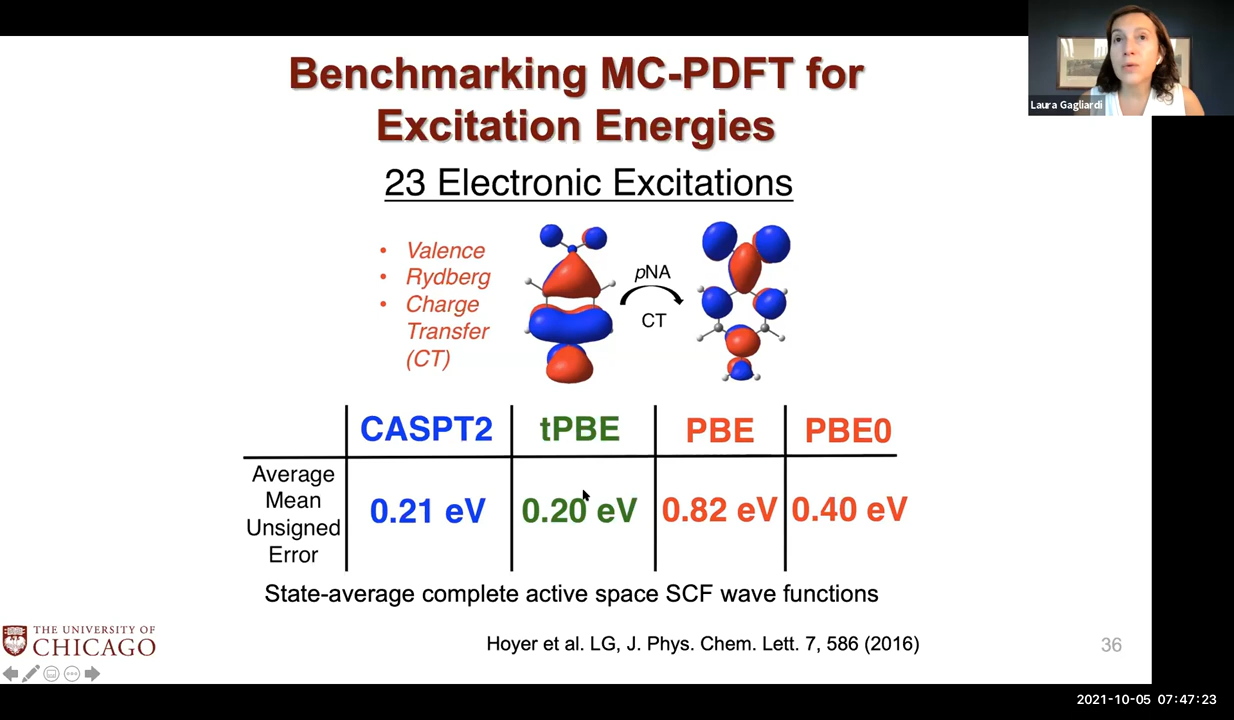 Laura Gagliardi
Benchmarking MC-PDFT for
Excitation Energies
23 Electronic Excitations
• Valence
• Rydberg
• Charge
Transfer
(CT)
pNA
CT
CASPT2 tPBE PBE PBE0
Average
Mean
Unsigned
Error
0.21 eV 0.20 eV 0.82 eV 0.40 eV
State-average complete active space SCF wave functions
THE UNIVERSITY OF
CHICAGO
Hoyer et al. LG, J. Phys. Chem. Lett. 7, 586 (2016)
36
2021-10-05 07:47:23